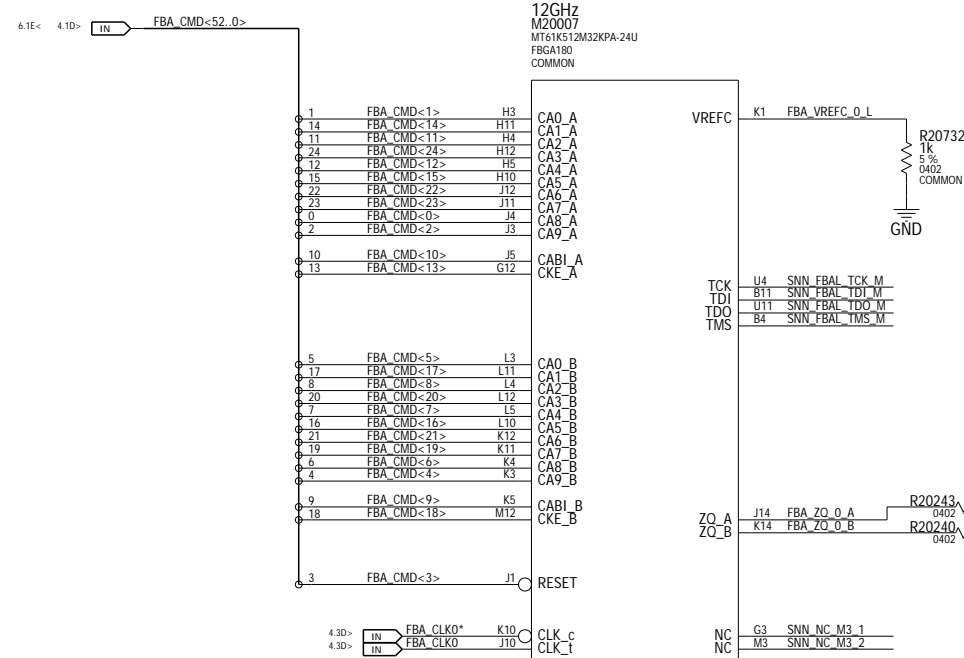 12GHz
M20007
MT61K512M32KPA-24U
FBGA180
COMMON
6.1E< 4.1D> IN FBA_CMD<52..0>
1 FBA_CMD<1> H3 CA0_A
14 FBA_CMD<14> H11 CA1_A
11 FBA_CMD<11> H4 CA2_A
24 FBA_CMD<24> H12 CA3_A
12 FBA_CMD<12> H5 CA4_A
15 FBA_CMD<15> H10 CA5_A
22 FBA_CMD<22> J12 CA6_A
23 FBA_CMD<23> J11 CA7_A
0 FBA_CMD<0> J4 CA8_A
2 FBA_CMD<2> J3 CA9_A
10 FBA_CMD<10> J5 CABI_A
13 FBA_CMD<13> G12 CKE_A
VREFC K1 FBA_VREFC_0_L
R20732
1k
5 %
0402
COMMON
GND
TCK U4 SNN_FBAL_TCK_M
TDI B11 SNN_FBAL_TDI_M
TDO U11 SNN_FBAL_TDO_M
TMS B4 SNN_FBAL_TMS_M
5 FBA_CMD<5> L3 CA0_B
17 FBA_CMD<17> L11 CA1_B
8 FBA_CMD<8> L4 CA2_B
20 FBA_CMD<20> L12 CA3_B
7 FBA_CMD<7> L5 CA4_B
16 FBA_CMD<16> L10 CA5_B
21 FBA_CMD<21> K12 CA6_B
19 FBA_CMD<19> K11 CA7_B
6 FBA_CMD<6> K4 CA8_B
4 FBA_CMD<4> K3 CA9_B
9 FBA_CMD<9> K5 CABI_B
18 FBA_CMD<18> M12 CKE_B
ZQ_A J14 FBA_ZQ_0_A R20243
0402
ZQ_B K14 FBA_ZQ_0_B R20240
0402
3 FBA_CMD<3> J1 RESET
4.3D> IN FBA_CLK0* K10 CLK_c
4.3D> IN FBA_CLK0 J10 CLK_t
NC G3 SNN_NC_M3_1
NC M3 SNN_NC_M3_2